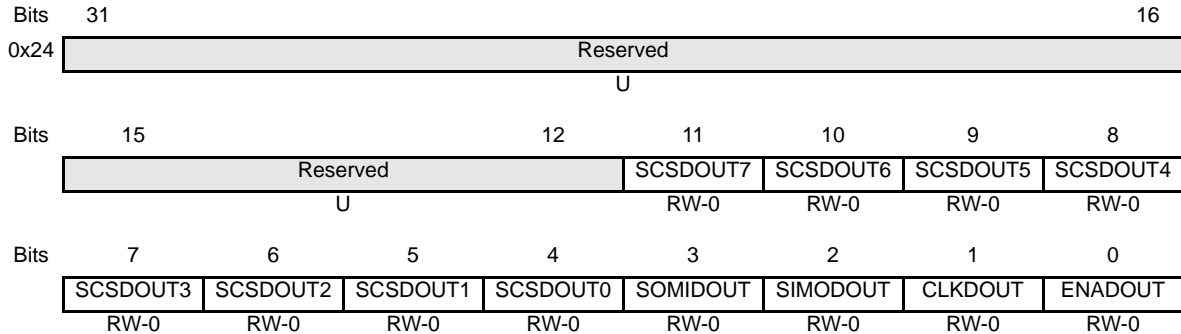 Bits 31 16
0x24 Reserved
U
Bits 15 12 11 10 9 8
Reserved SCSDOUT7 SCSDOUT6 SCSDOUT5 SCSDOUT4
U RW-0 RW-0 RW-0 RW-0
Bits 7 6 5 4 3 2 1 0
SCSDOUT3 SCSDOUT2 SCSDOUT1 SCSDOUT0 SOMIDOUT SIMODOUT CLKDOUT ENADOUT
RW-0 RW-0 RW-0 RW-0 RW-0 RW-0 RW-0 RW-0